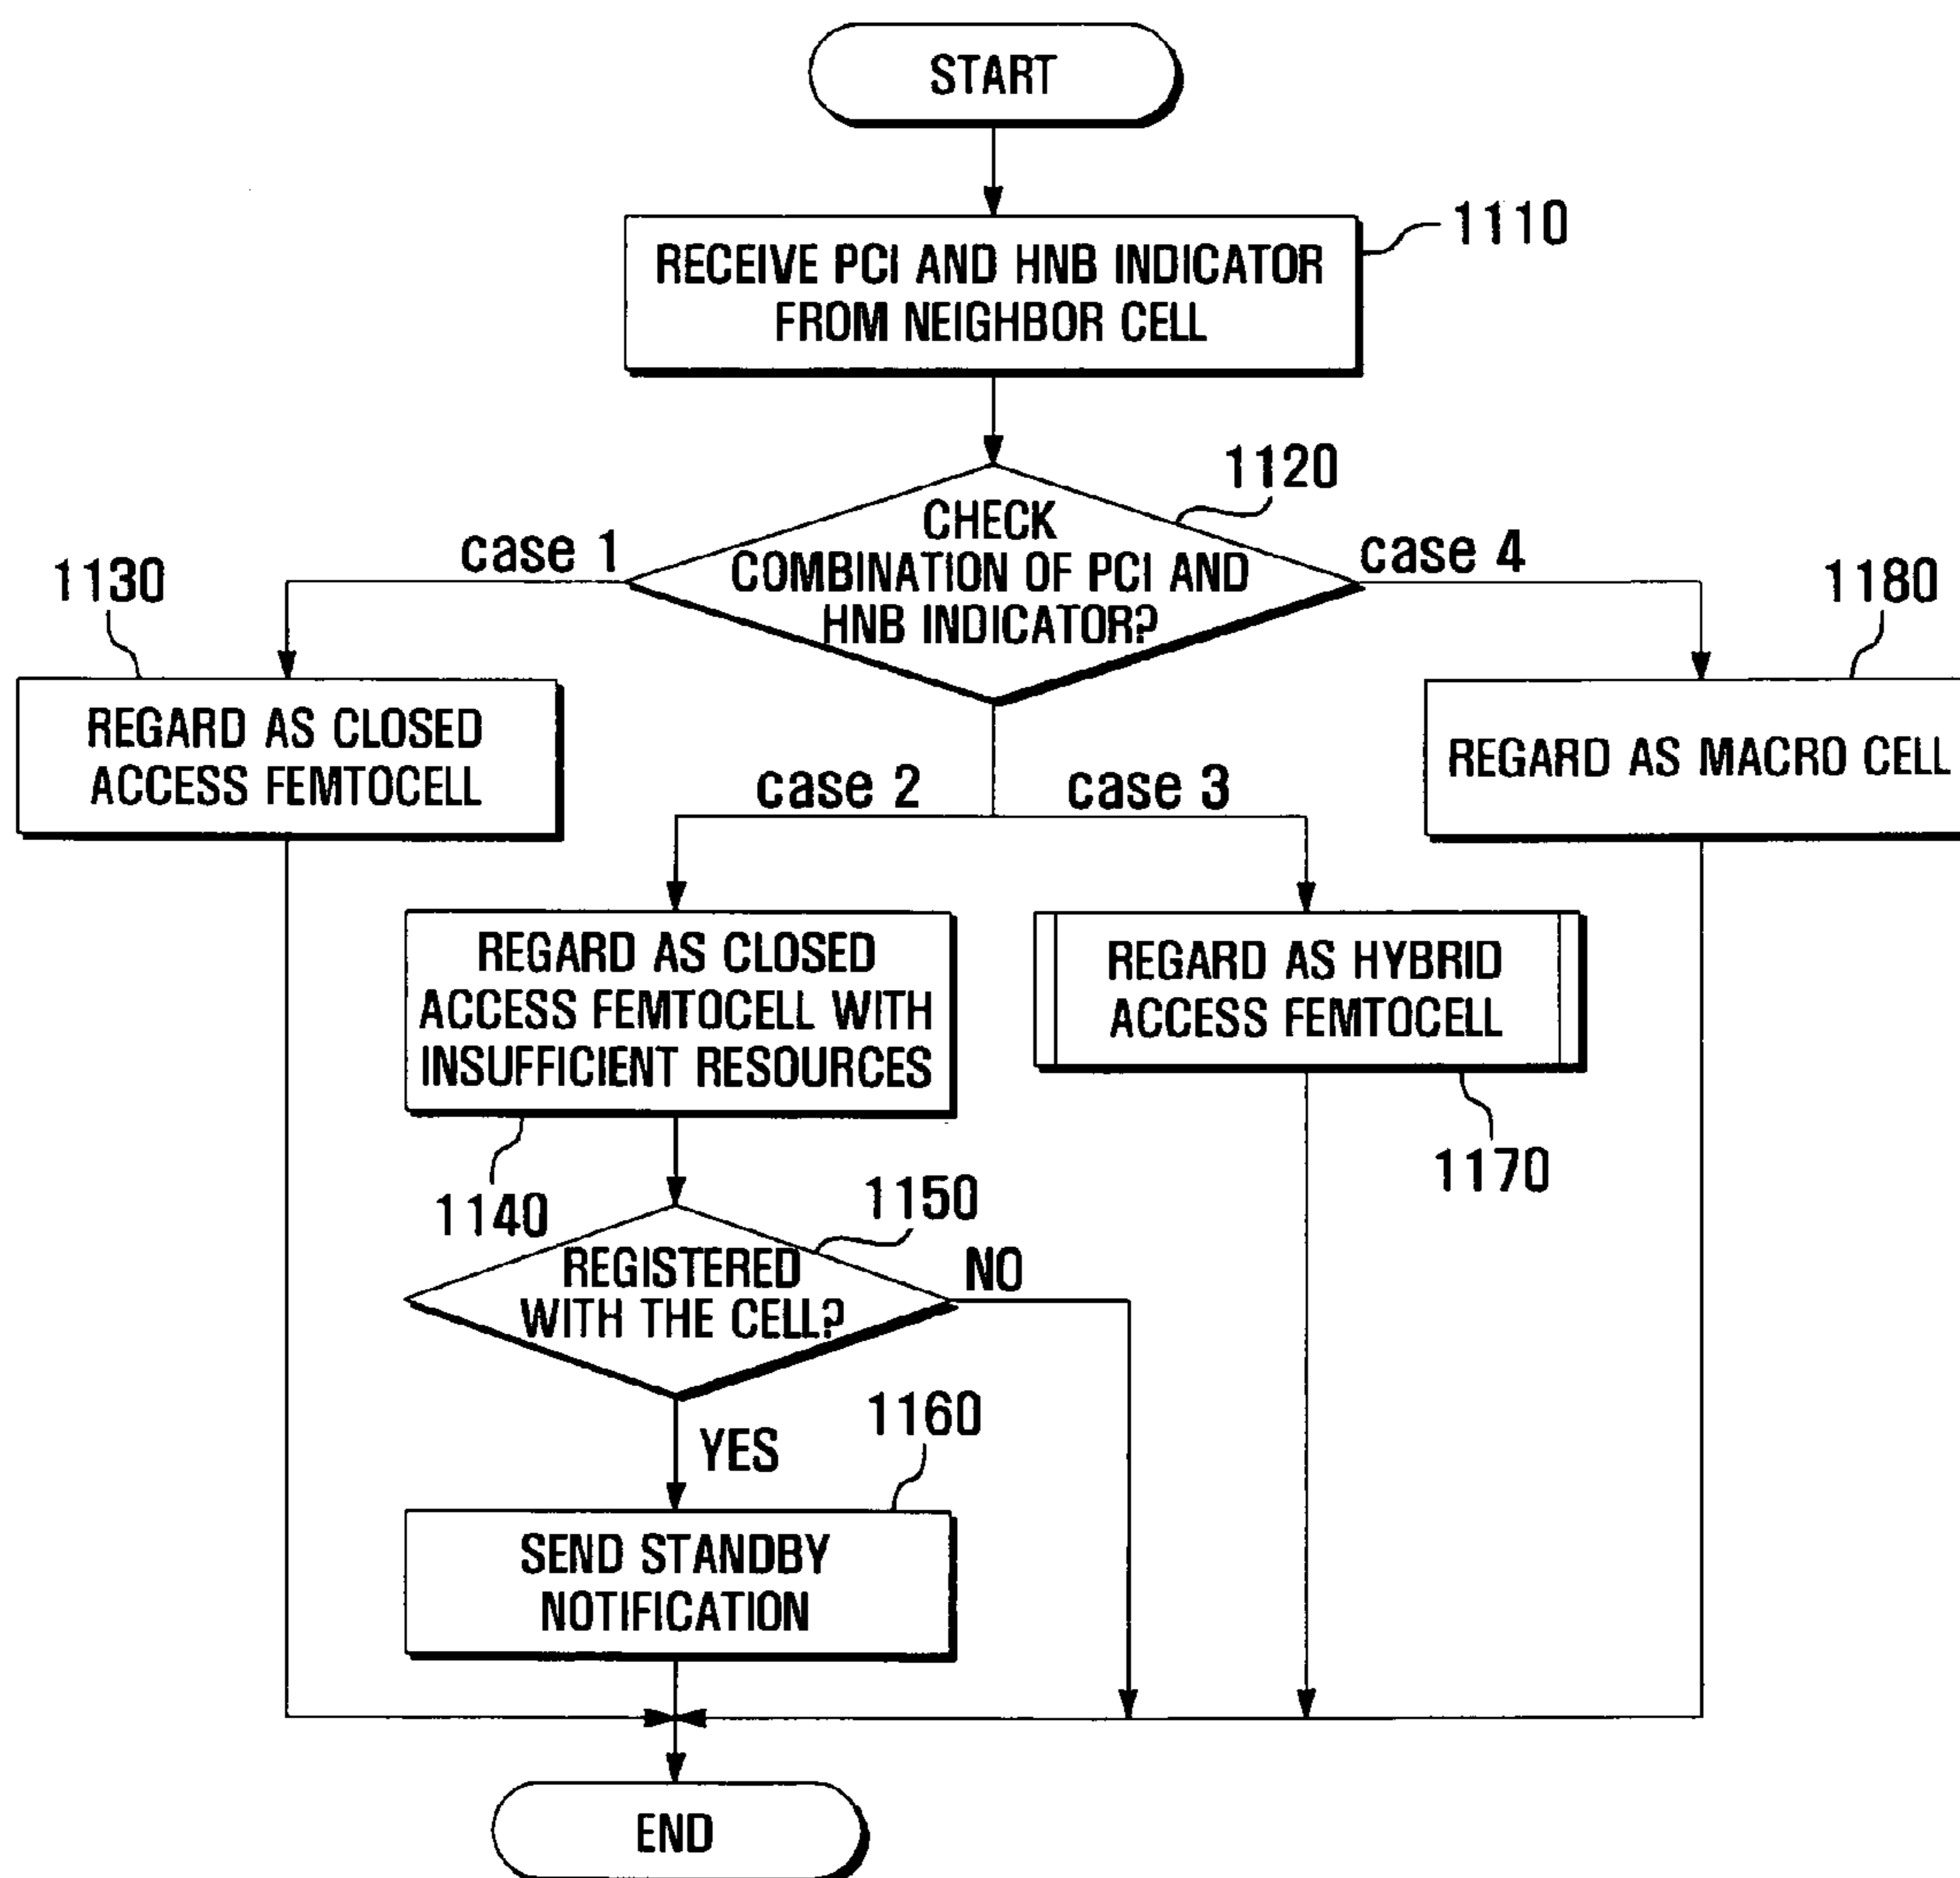 START
RECEIVE PCI AND HNB INDICATOR
FROM NEIGHBOR CELL
1110
CHECK
COMBINATION OF PCI AND
HNB INDICATOR?
1120
case 1
case 4
1130
REGARD AS CLOSED
ACCESS FEMTOCELL
1180
REGARD AS MACRO CELL
case 2
case 3
REGARD AS CLOSED
ACCESS FEMTOCELL WITH
INSUFFICIENT RESOURCES
1140
REGARD AS HYBRID
ACCESS FEMTOCELL
1170
REGISTERED
WITH THE CELL?
1150
NO
YES
1160
SEND STANDBY
NOTIFICATION
END